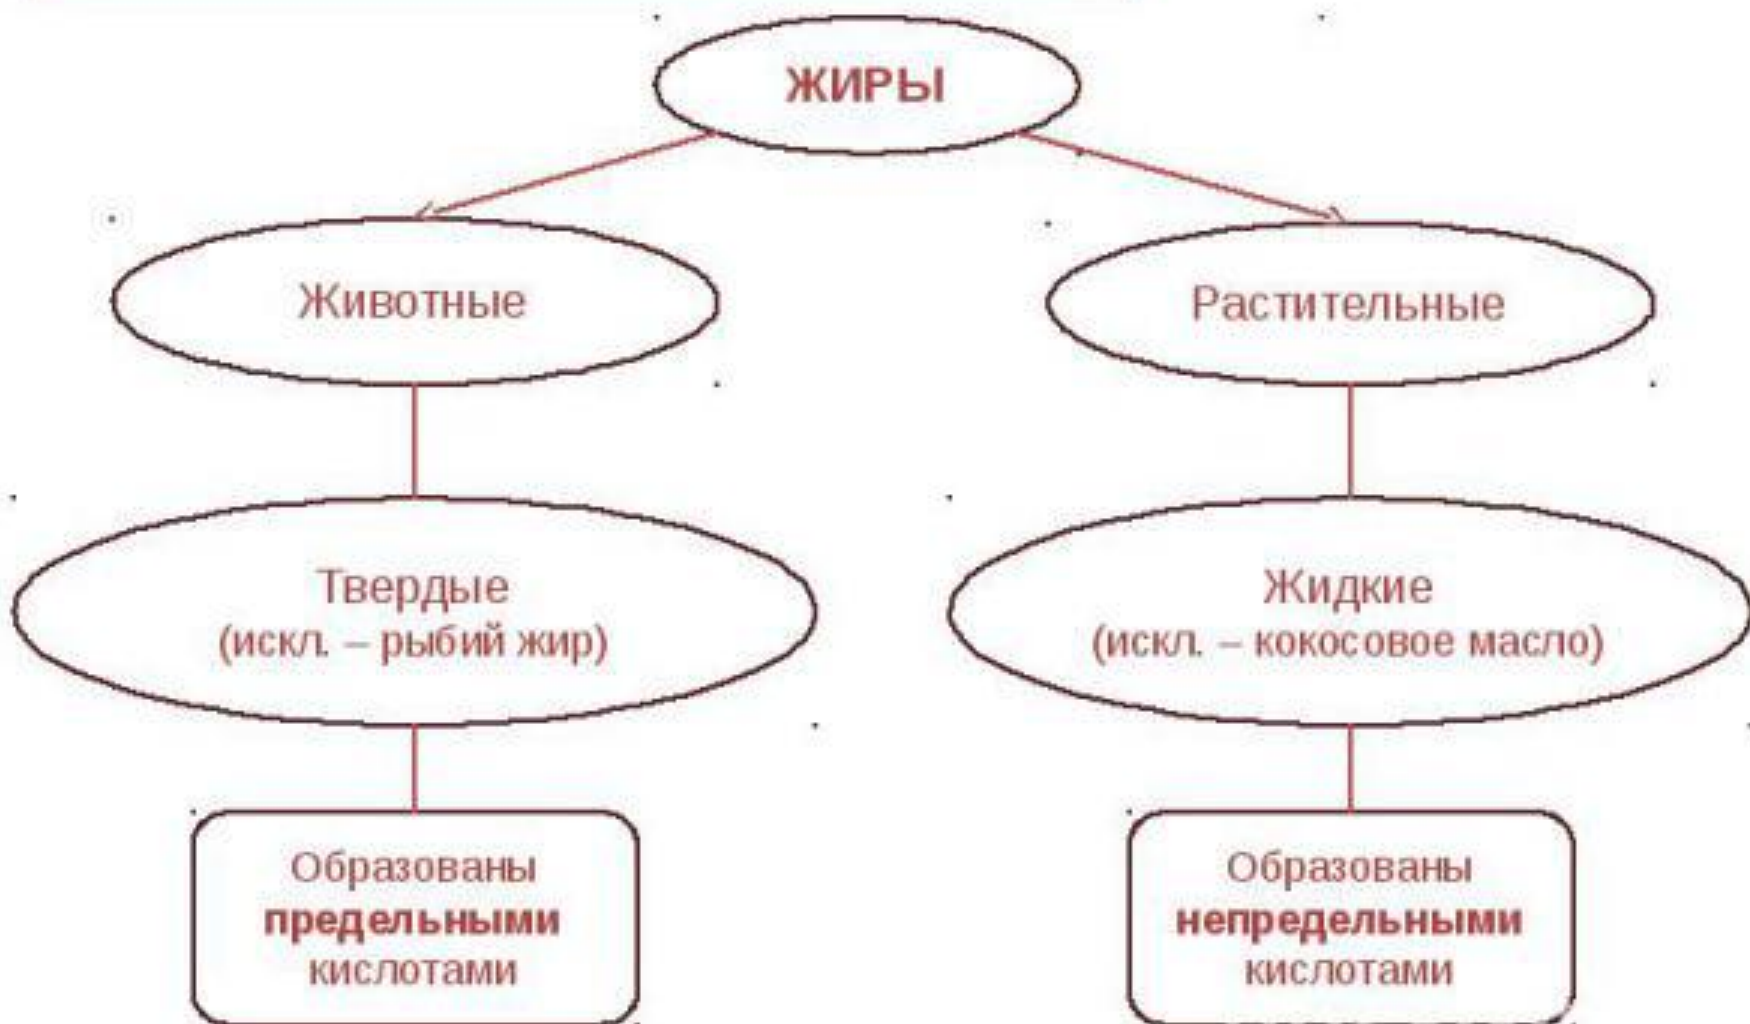 ЖИРЫ
Животные
Растительные
Твердые
(искл. – рыбий жир)
Жидкие
(искл. – кокосовое масло)
Образованы
предельными
кислотами
Образованы
непредельными
кислотами